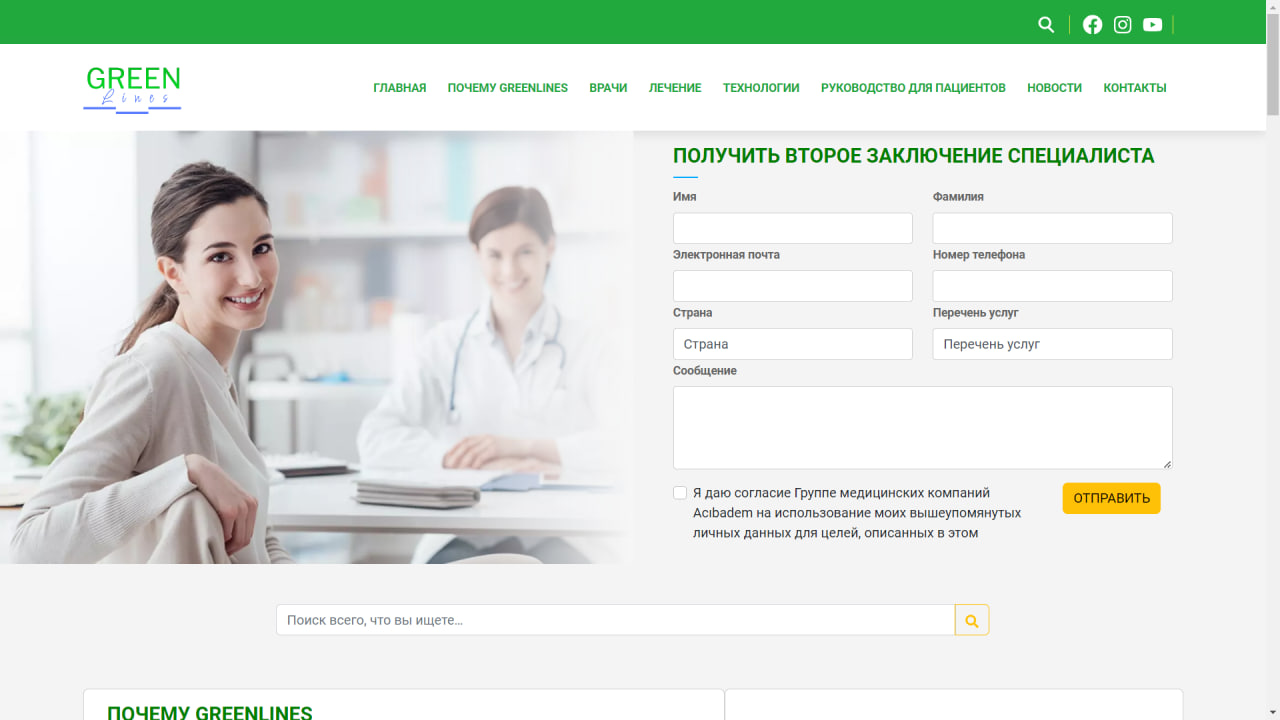 GREEN
Lines
ГЛАВНАЯ ПОЧЕМУ GREENLINES ВРАЧИ ЛЕЧЕНИЕ ТЕХНОЛОГИИ РУКОВОДСТВО ДЛЯ ПАЦИЕНТОВ НОВОСТИ КОНТАКТЫ
ПОЛУЧИТЬ ВТОРОЕ ЗАКЛЮЧЕНИЕ СПЕЦИАЛИСТА
Имя Фамилия
Электронная почта Номер телефона
Страна Перечень услуг
Страна Перечень услуг
Сообщение
Я даю согласие Группе медицинских компаний
Acıbadem на использование моих вышеупомянутых
личных данных для целей, описанных в этом
ОТПРАВИТЬ
Поиск всего, что вы ищете...
ПОЧЕМУ GREENLINES